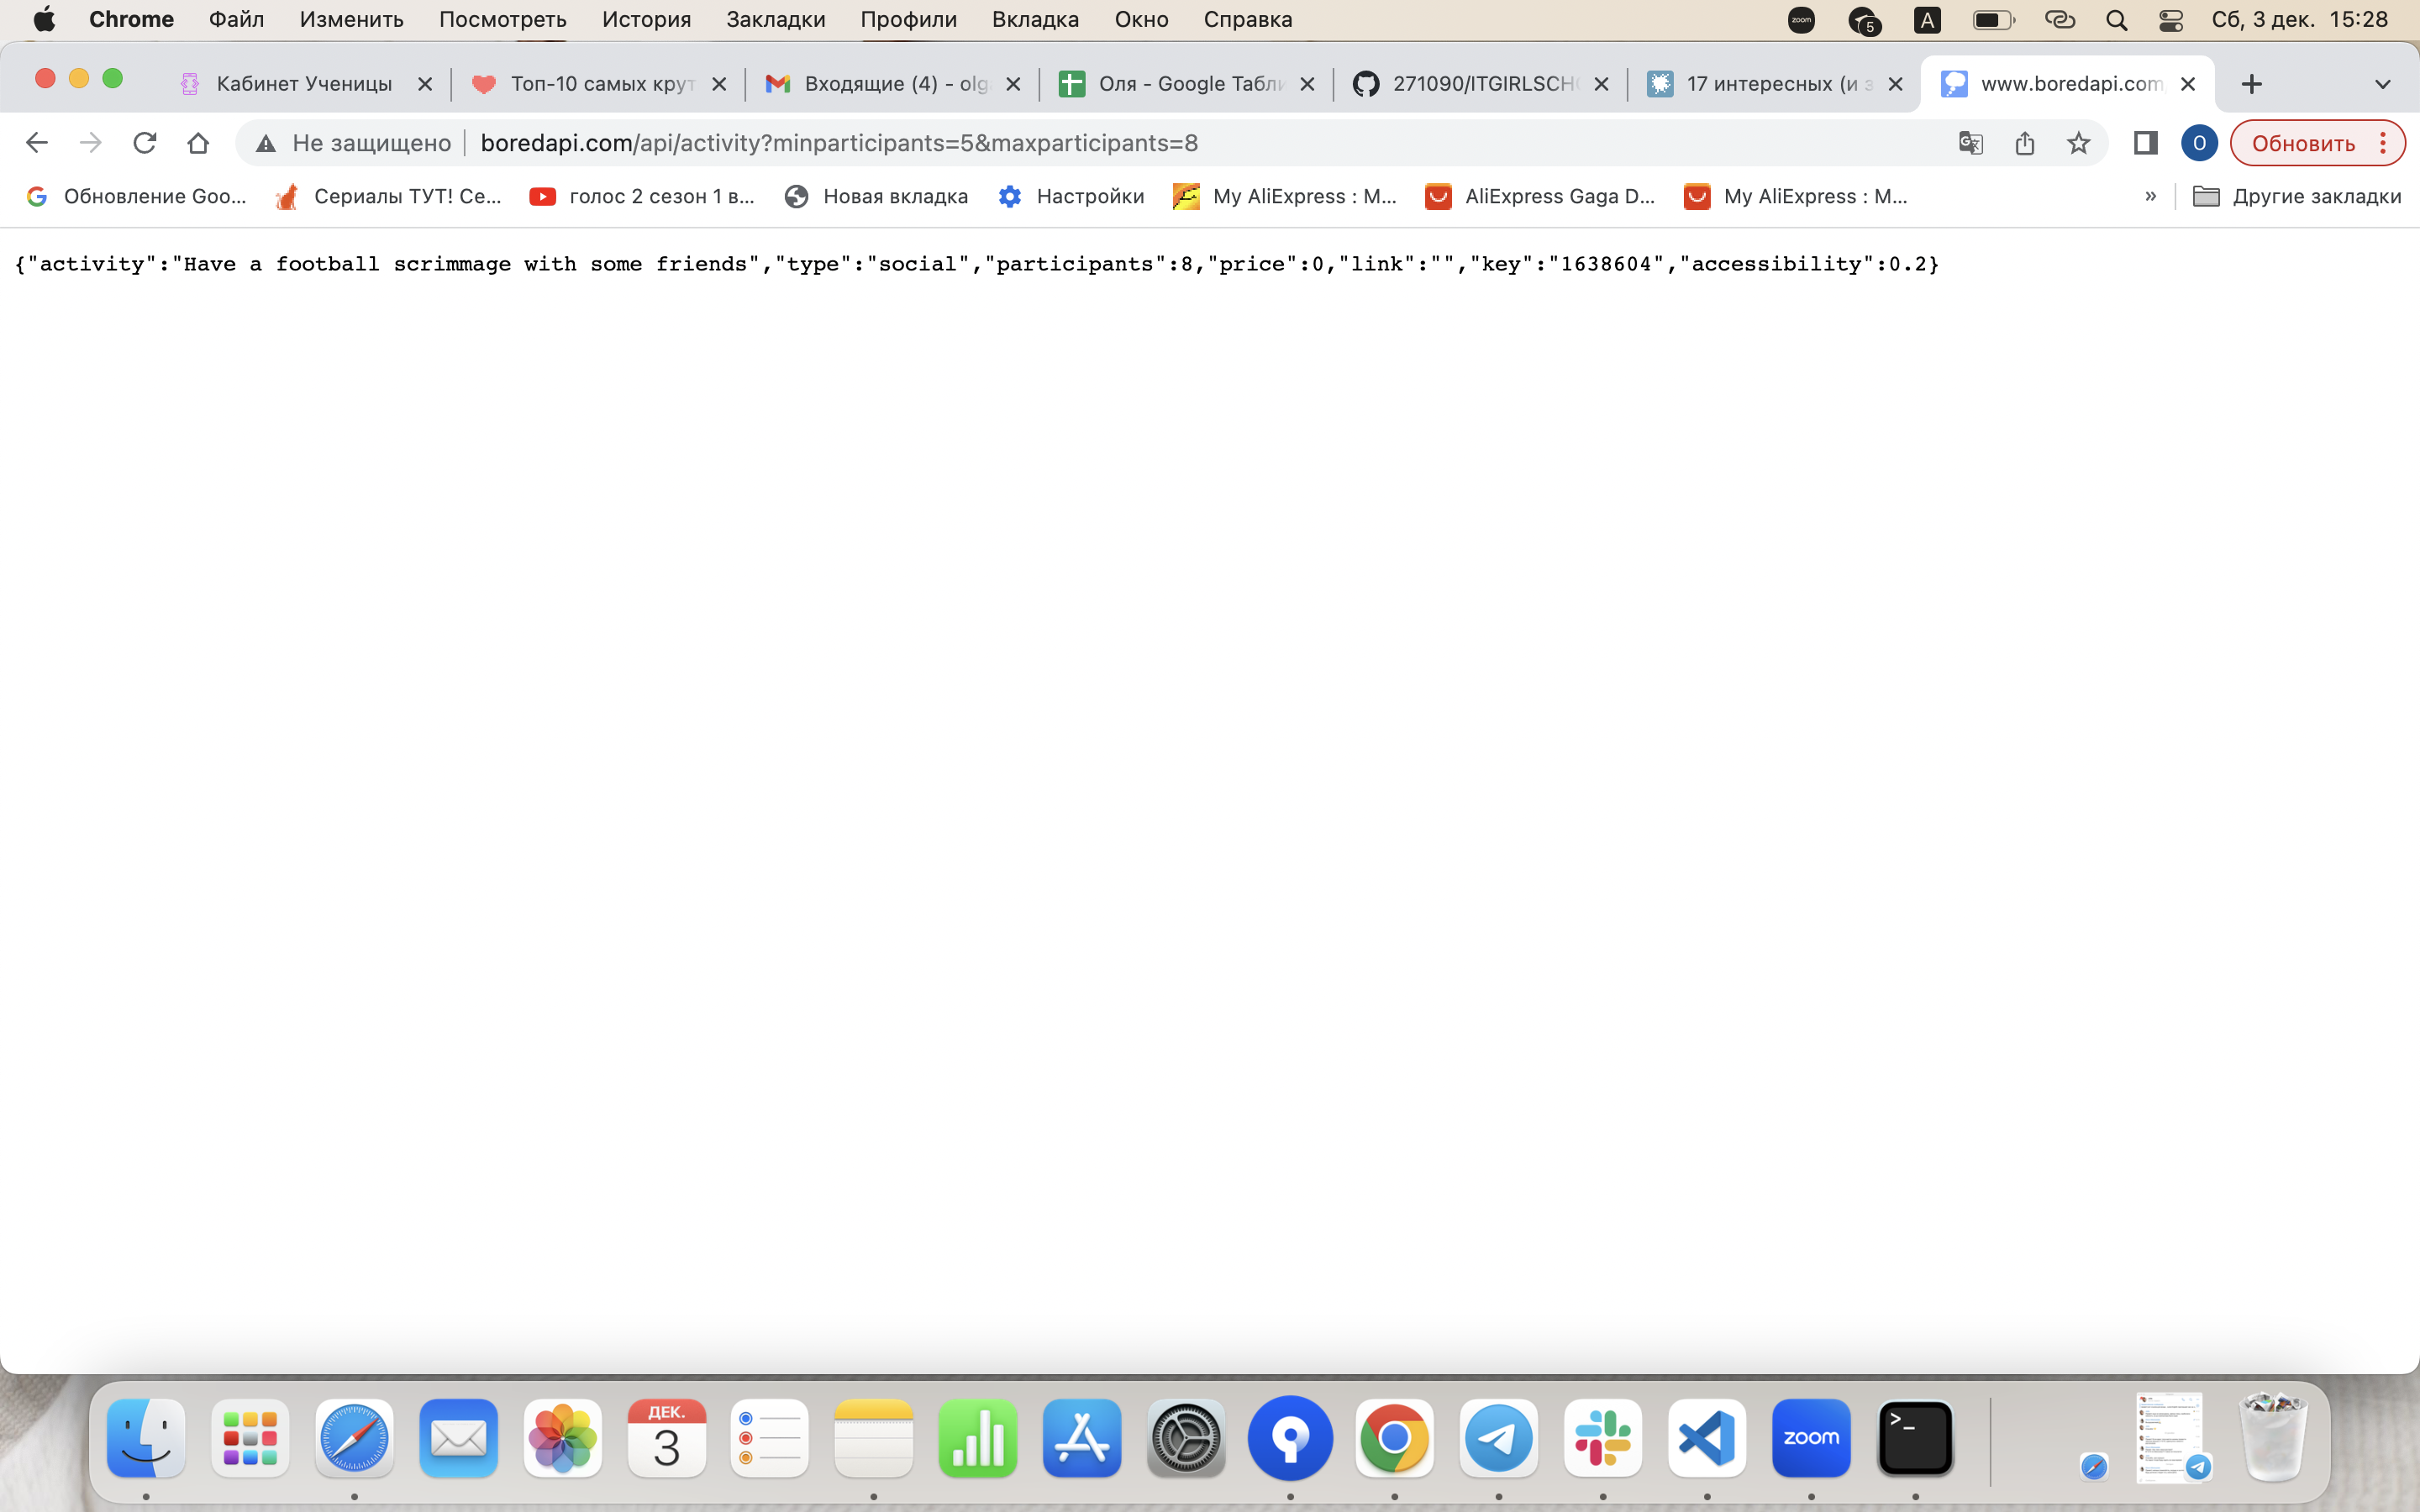 Chrome Файл Изменить Посмотреть История Закладки Профили Вкладка Окно Справка zoom 5 A Сб, 3 дек. 15:28
Кабинет Ученицы Топ-10 самых крут Входящие (4) - olg Оля - Google Табли 271090/ITGIRLSCH 17 интересных (и з www.boredapi.com
Не защищено boredapi.com/api/activity?minparticipants=5&maxparticipants=8 O Обновить
Обновление Goo... Сериалы ТУТ! Се... голос 2 сезон 1 в... Новая вкладка Настройки My AliExpress : M... AliExpress Gaga D... My AliExpress : M... » Другие закладки
{"activity":"Have a football scrimmage with some friends","type":"social","participants":8,"price":0,"link":"","key":"1638604","accessibility":0.2}
ДЕК.
3 zoom >_